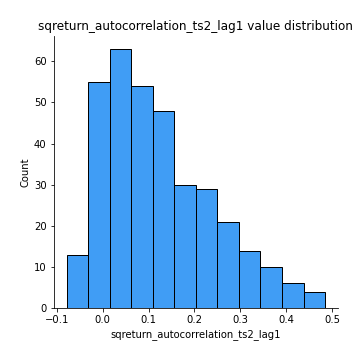 sqreturn_autocorrelation_ts2_lag1 value distribution
60
50
40
30
20
10
0
Count
−0.1 0.0 0.1 0.2 0.3 0.4 0.5
sqreturn_autocorrelation_ts2_lag1